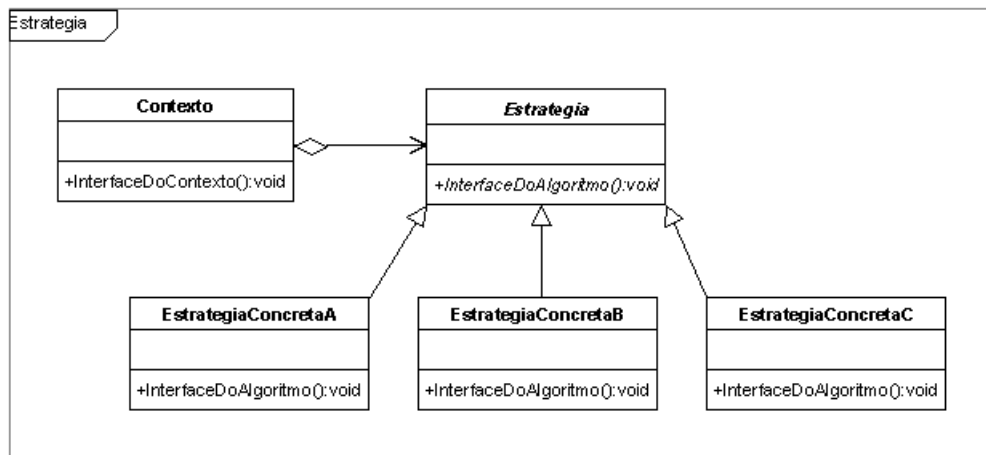 Estrategia
Contexto
+InterfaceDoContexto():void
Estrategia
+InterfaceDoAlgoritmo():void
EstrategiaConcretaA
+InterfaceDoAlgoritmo():void
EstrategiaConcretaB
+InterfaceDoAlgoritmo():void
EstrategiaConcretaC
+InterfaceDoAlgoritmo():void